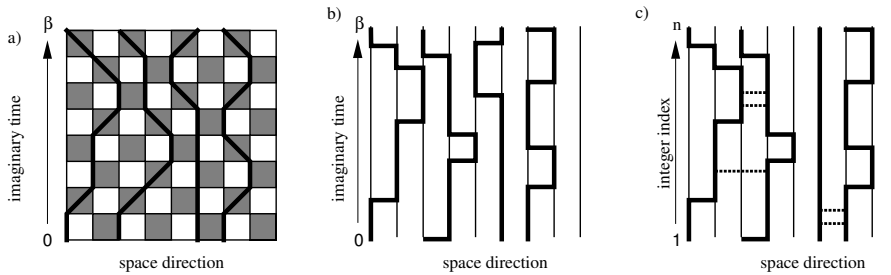 a)
β
imaginary time
0
space direction
b)
β
imaginary time
0
space direction
c)
n
integer index
1
space direction